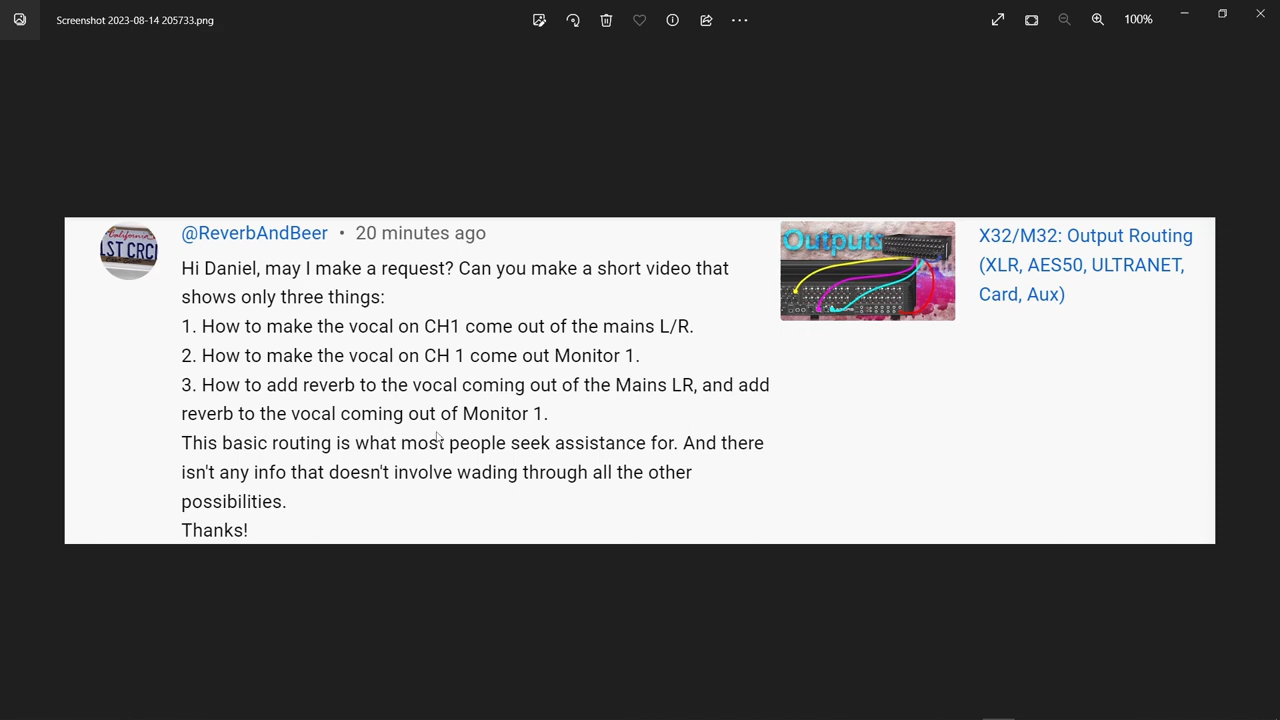 Screenshot 2023-08-14 205733.png
100%
@ReverbAndBeer • 20 minutes ago
Hi Daniel, may I make a request? Can you make a short video that
shows only three things:
1. How to make the vocal on CH1 come out of the mains L/R.
2. How to make the vocal on CH 1 come out Monitor 1.
3. How to add reverb to the vocal coming out of the Mains LR, and add
reverb to the vocal coming out of Monitor 1.
This basic routing is what most people seek assistance for. And there
isn't any info that doesn't involve wading through all the other
possibilities.
Thanks!
California
LST CRC
Outputs
X32/M32: Output Routing
(XLR, AES50, ULTRANET,
Card, Aux)